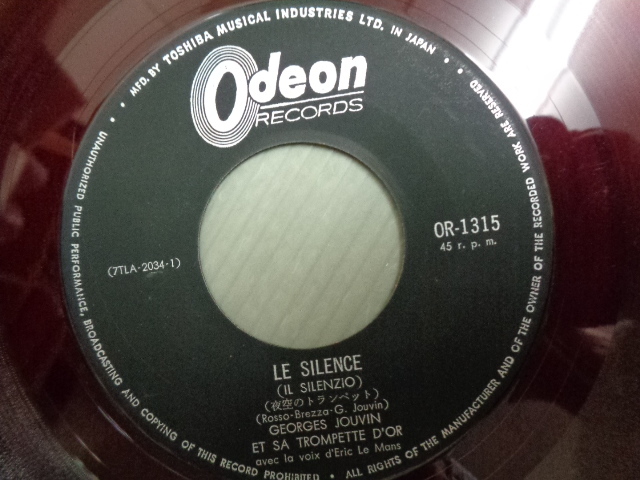 • MFD. BY TOSHIBA MUSICAL INDUSTRIES LTD. IN JAPAN •
Odeon
RECORDS
OR-1315
45 r. p. m.
(7TLA-2034-1)
LE SILENCE
(IL SILENZIO)
(夜空のトランペット)
(Rosso-Brezza-G. Jouvin)
GEORGES JOUVIN
ET SA TROMPETTE D'OR
avec la voix d'Eric Le Mans
• UNAUTHORIZED PUBLIC PERFORMANCE, BROADCASTING AND COPYING OF THIS RECORD PROHIBITED • ALL RIGHTS OF THE MANUFACTURER AND OF THE OWNER OF THE RECORDED WORK ARE RESERVED •